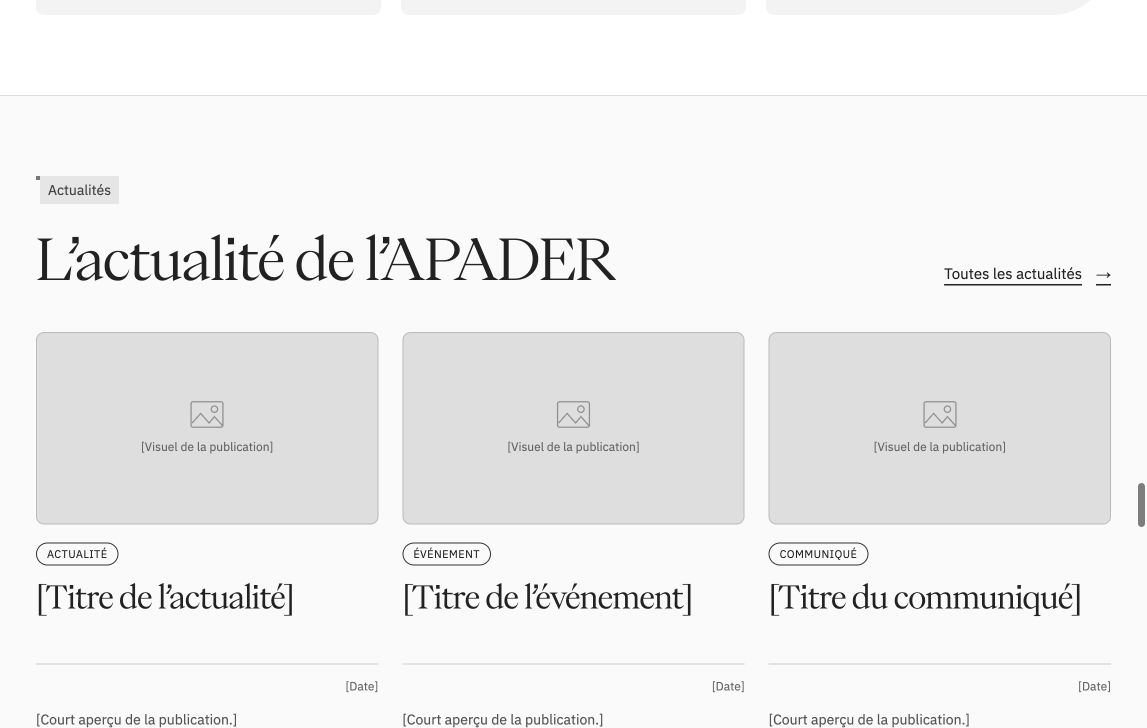 Actualités
L’actualité de l’APADER
Toutes les actualités →
[Visuel de la publication]
[Visuel de la publication]
[Visuel de la publication]
ACTUALITÉ
ÉVÉNEMENT
COMMUNIQUÉ
[Titre de l’actualité]
[Titre de l’événement]
[Titre du communiqué]
[Date]
[Date]
[Date]
[Court aperçu de la publication.]
[Court aperçu de la publication.]
[Court aperçu de la publication.]